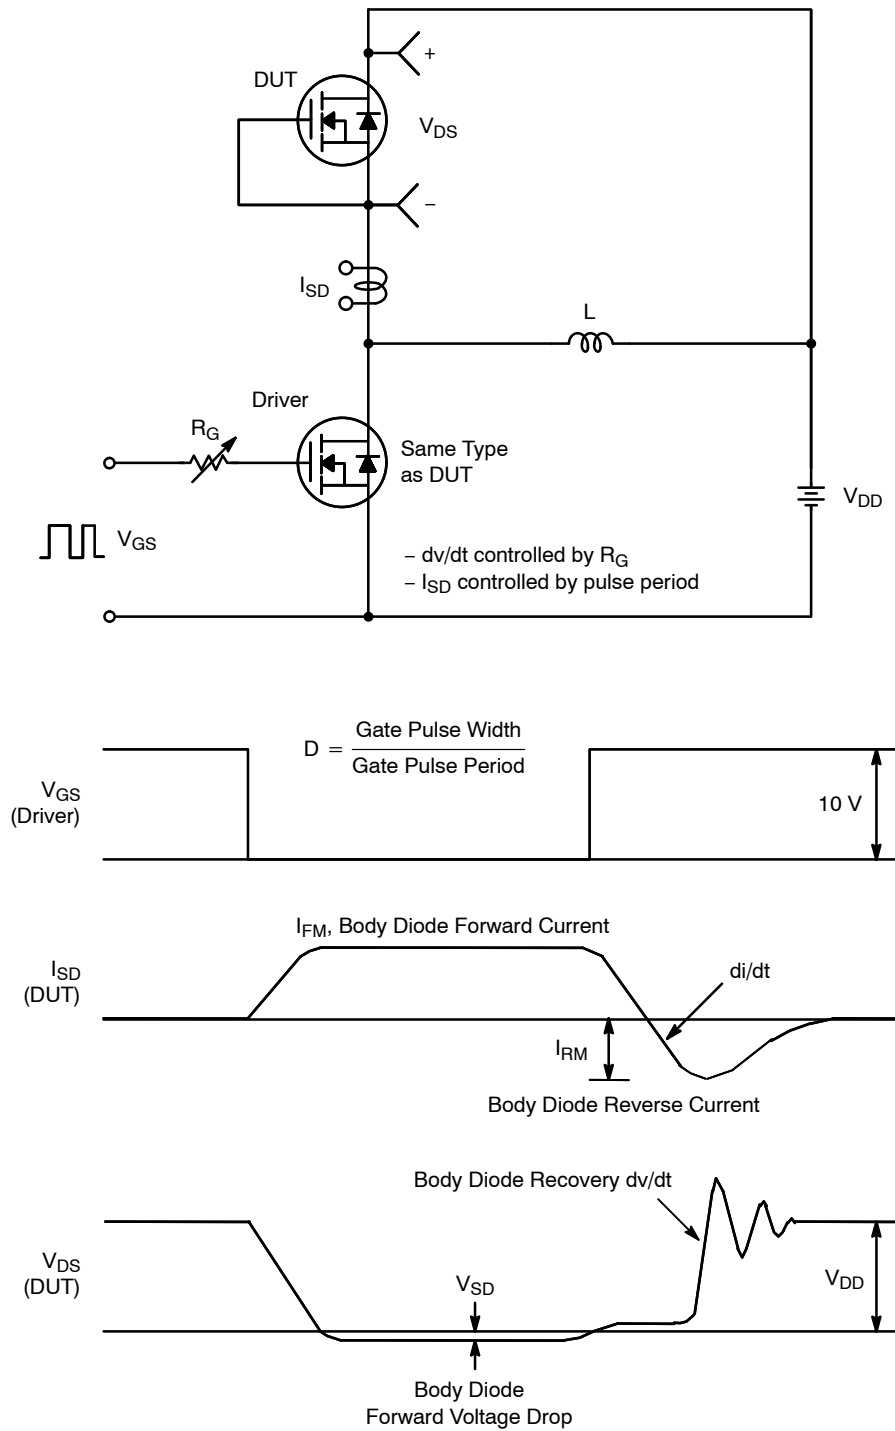 +
DUT
V_DS
−
I_SD
L
Driver
R_G
Same Type
as DUT
V_DD
V_GS
− dv/dt controlled by R_G
− I_SD controlled by pulse period
D = Gate Pulse Width
Gate Pulse Period
V_GS
(Driver)
10 V
I_FM, Body Diode Forward Current
I_SD
(DUT)
di/dt
I_RM
Body Diode Reverse Current
Body Diode Recovery dv/dt
V_DS
(DUT)
V_SD
V_DD
Body Diode
Forward Voltage Drop